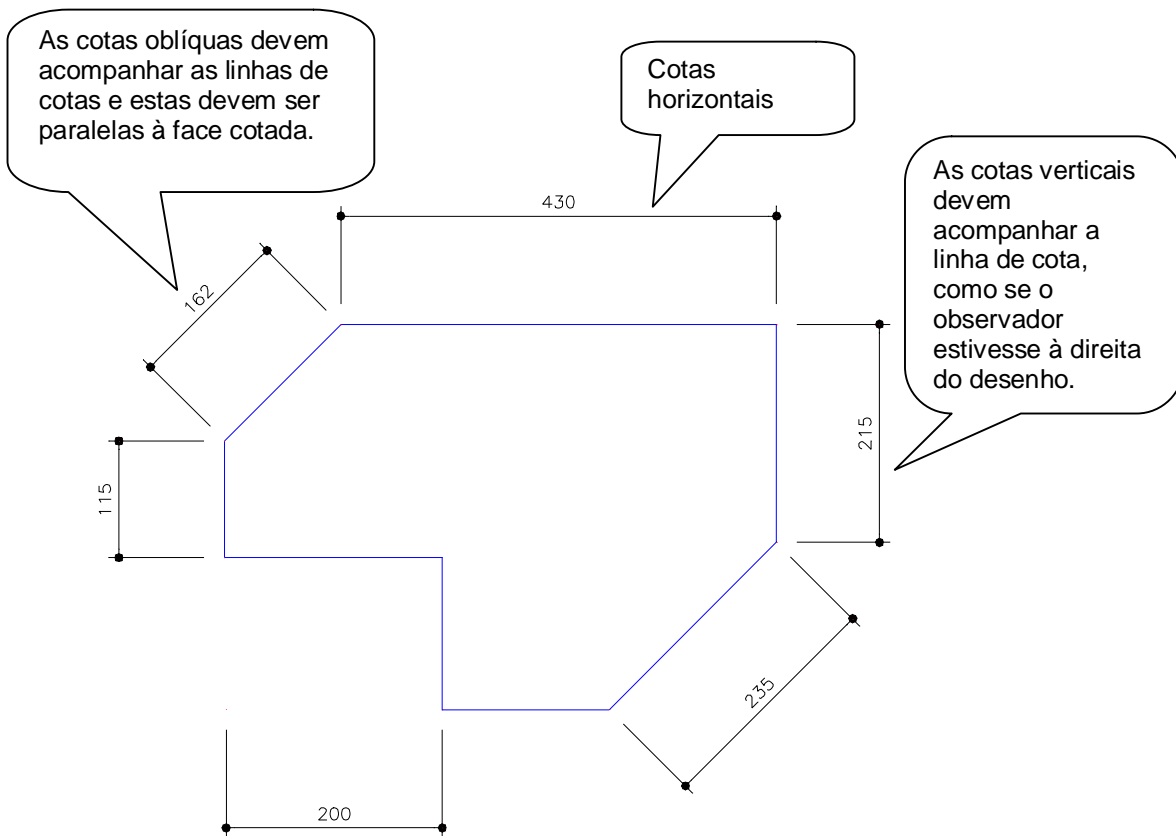 As cotas oblíquas devem
acompanhar as linhas de
cotas e estas devem ser
paralelas à face cotada.
Cotas
horizontais
As cotas verticais
devem
acompanhar a
linha de cota,
como se o
observador
estivesse à direita
do desenho.
430
162
215
115
235
200